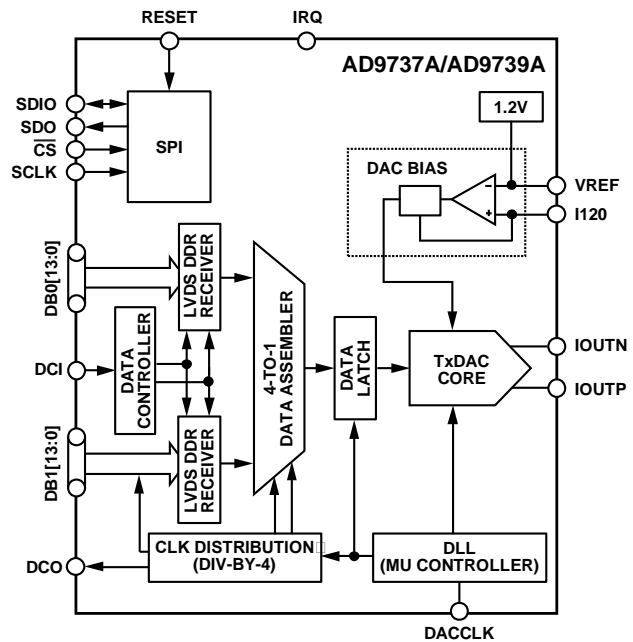 RESET
IRQ
AD9737A/AD9739A
SDIO
SDO
CS
SCLK
SPI
1.2V
DAC BIAS
–
+
VREF
I120
DB0[13:0]
LVDS DDR
RECEIVER
DCI
DATA
CONTROLLER
4-TO-1
DATA ASSEMBLER
DATA
LATCH
TxDAC
CORE
IOUTN
IOUTP
DB1[13:0]
LVDS DDR
RECEIVER
DCO
CLK DISTRIBUTION
(DIV-BY-4)
DLL
(MU CONTROLLER)
DACCLK